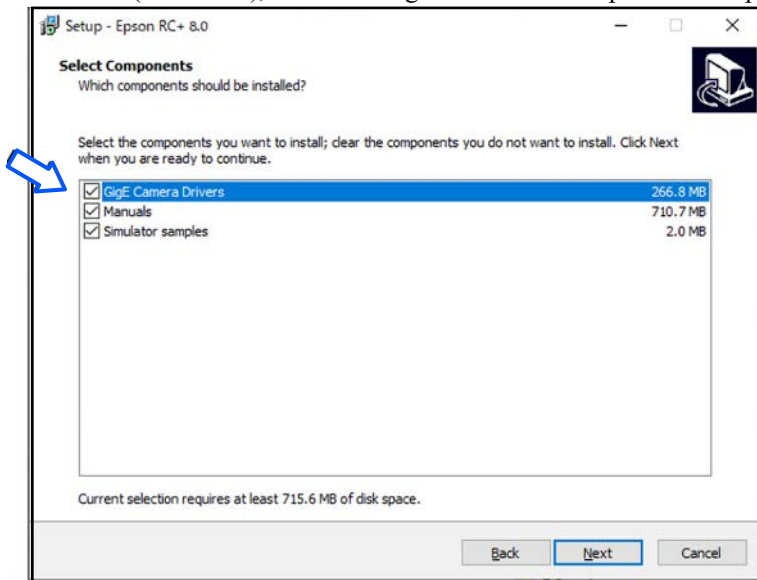 Setup - Epson RC+ 8.0
Select Components
Which components should be installed?
Select the components you want to install; clear the components you do not want to install. Click Next
when you are ready to continue.
GigE Camera Drivers 266.8 MB
Manuals 710.7 MB
Simulator samples 2.0 MB
Current selection requires at least 715.6 MB of disk space.
Back Next Cancel